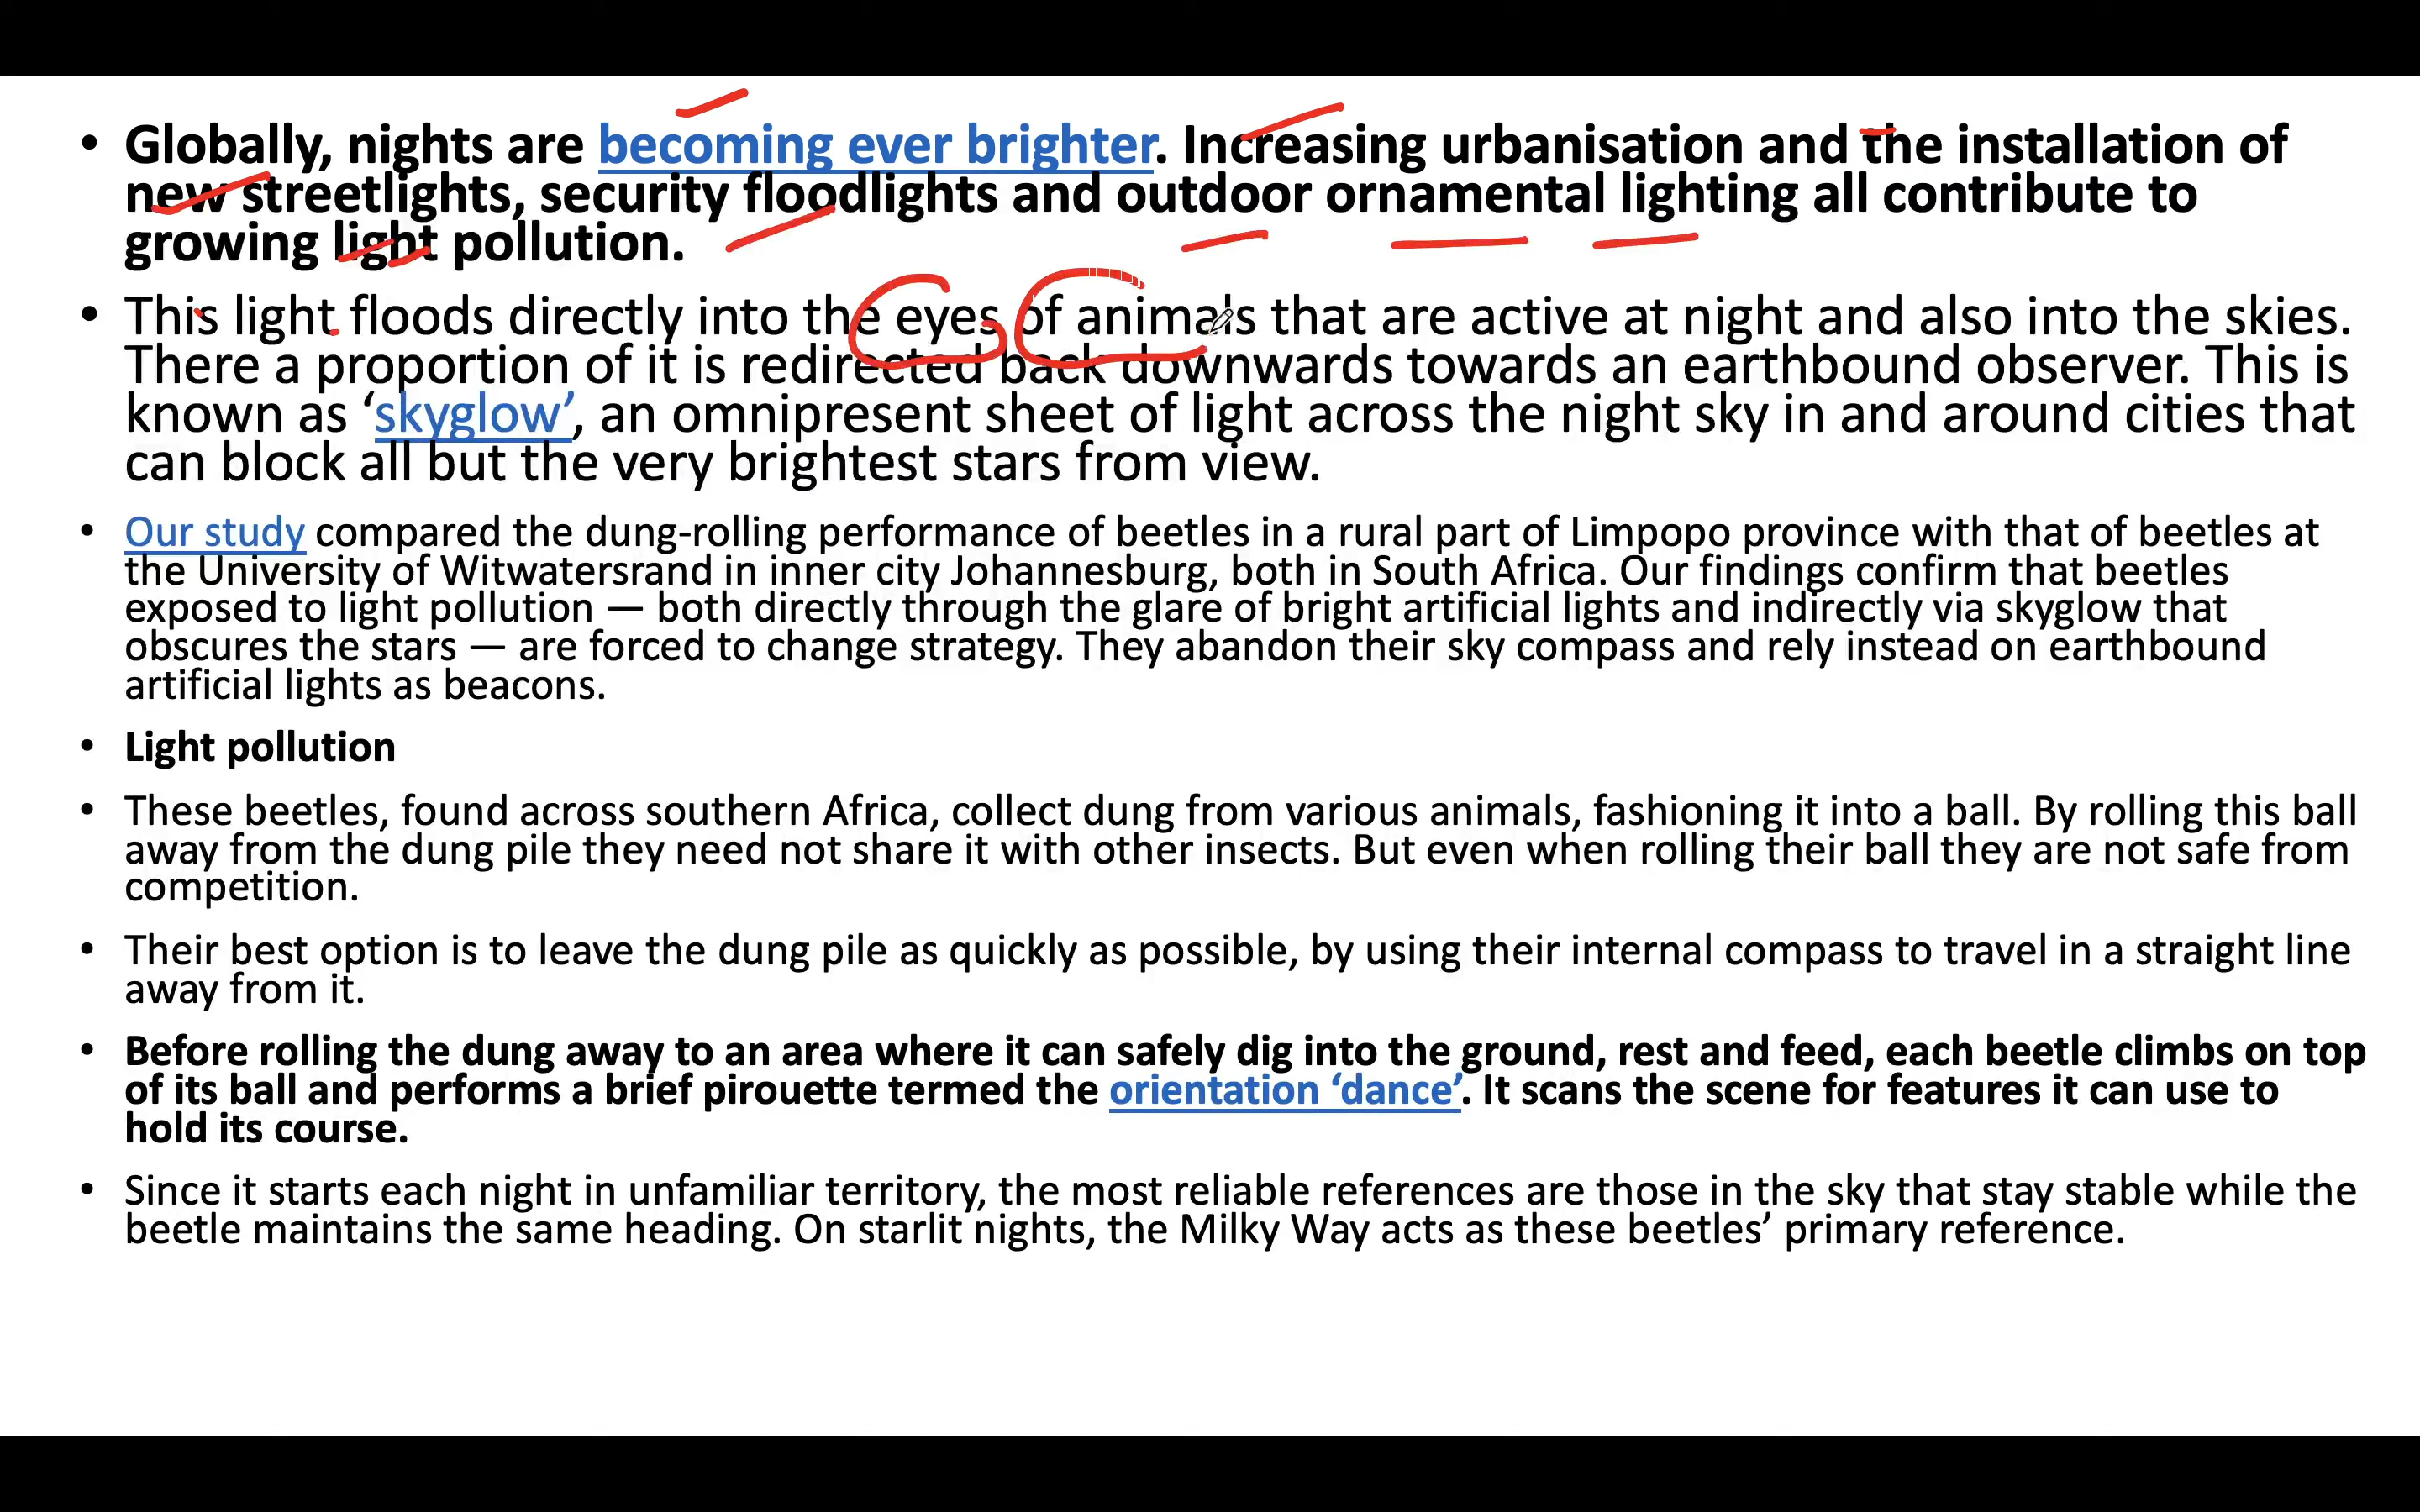 • Globally, nights are becoming ever brighter. Increasing urbanisation and the installation of
new streetlights, security floodlights and outdoor ornamental lighting all contribute to
growing light pollution.
• This light floods directly into the eyes of animals that are active at night and also into the skies.
There a proportion of it is redirected back downwards towards an earthbound observer. This is
known as ‘skyglow’, an omnipresent sheet of light across the night sky in and around cities that
can block all but the very brightest stars from view.
• Our study compared the dung-rolling performance of beetles in a rural part of Limpopo province with that of beetles at
the University of Witwatersrand in inner city Johannesburg, both in South Africa. Our findings confirm that beetles
exposed to light pollution — both directly through the glare of bright artificial lights and indirectly via skyglow that
obscures the stars — are forced to change strategy. They abandon their sky compass and rely instead on earthbound
artificial lights as beacons.
• Light pollution
• These beetles, found across southern Africa, collect dung from various animals, fashioning it into a ball. By rolling this ball
away from the dung pile they need not share it with other insects. But even when rolling their ball they are not safe from
competition.
• Their best option is to leave the dung pile as quickly as possible, by using their internal compass to travel in a straight line
away from it.
• Before rolling the dung away to an area where it can safely dig into the ground, rest and feed, each beetle climbs on top
of its ball and performs a brief pirouette termed the orientation ‘dance’. It scans the scene for features it can use to
hold its course.
• Since it starts each night in unfamiliar territory, the most reliable references are those in the sky that stay stable while the
beetle maintains the same heading. On starlit nights, the Milky Way acts as these beetles’ primary reference.